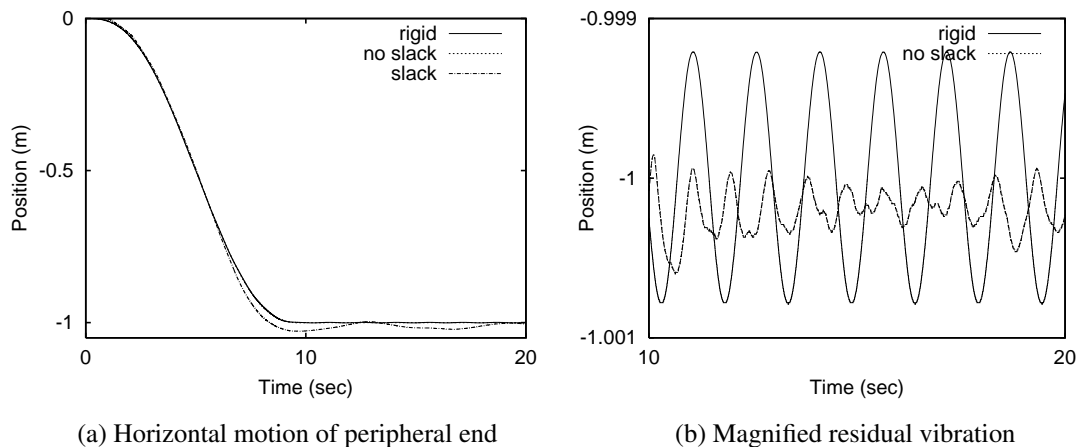 0
-0.5
-1
0
10
20
Position (m)
Time (sec)
rigid
no slack
slack
(a) Horizontal motion of peripheral end
-0.999
-1
-1.001
10
20
Position (m)
Time (sec)
rigid
no slack
(b) Magnified residual vibration